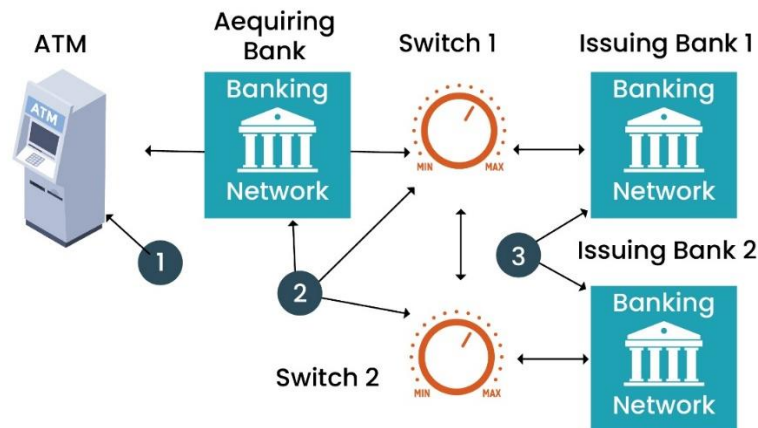 ATM
Aequiring
Bank
Switch 1
Issuing Bank 1
ATM
Banking
Network
MIN
MAX
Banking
Network
1
2
3
Issuing Bank 2
Switch 2
MIN
MAX
Banking
Network